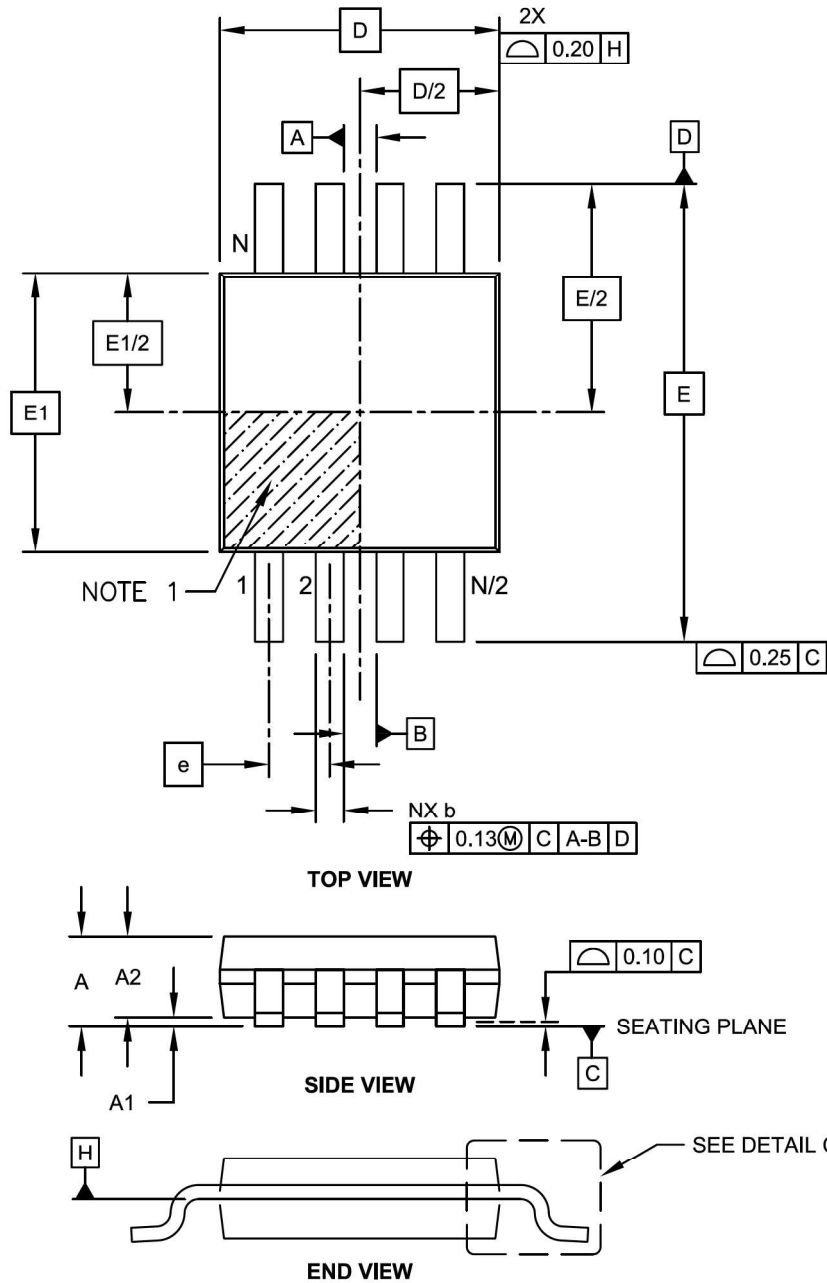 D
2X
0.20 H
D/2
A
D
N
E/2
E1/2
E1
E
NOTE 1
1
2
N/2
0.25 C
B
e
NX b
0.13Ⓜ C A-B D
TOP VIEW
0.10 C
A
A2
SEATING PLANE
C
SIDE VIEW
A1
H
SEE DETAIL C
END VIEW